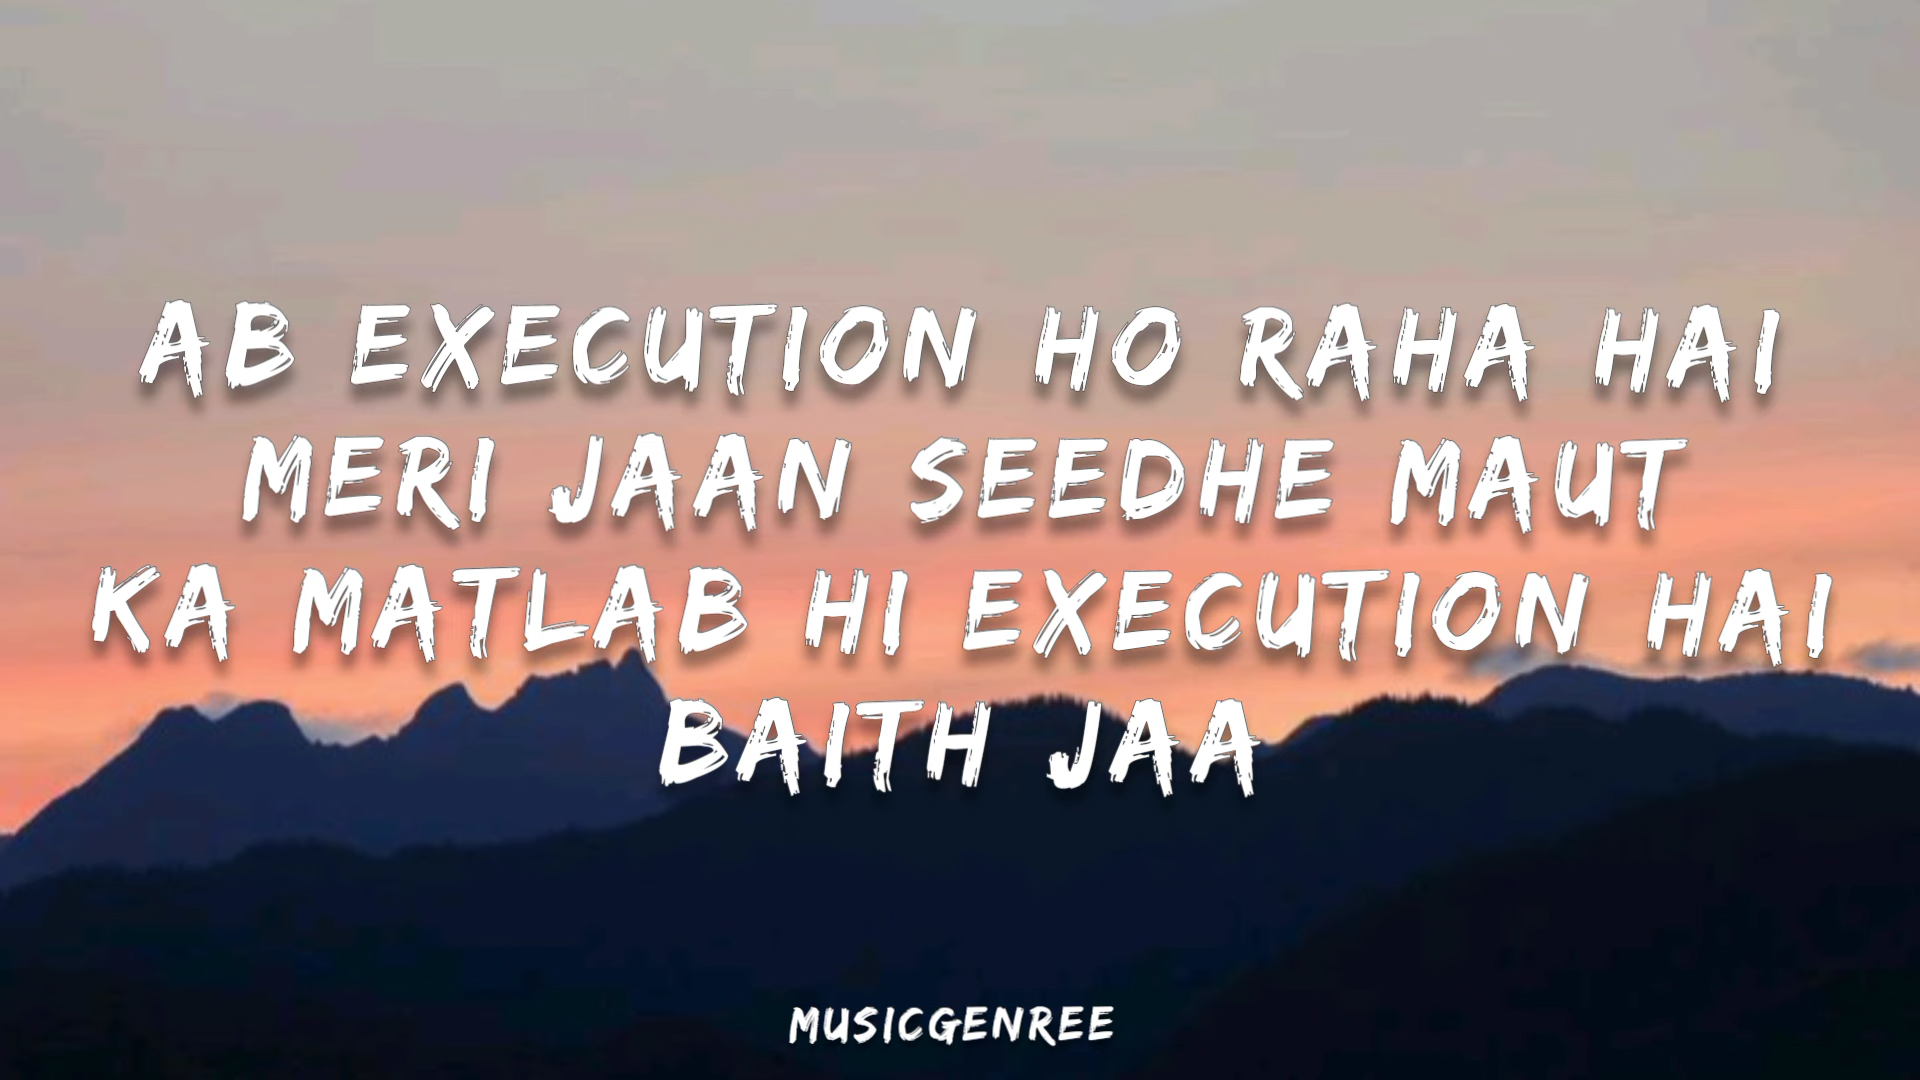 AB EXECUTION HO RAHA HAI
MERI JAAN SEEDHE MAUT
KA MATLAB HI EXECUTION HAI
BAITH JAA
MUSICGENREE